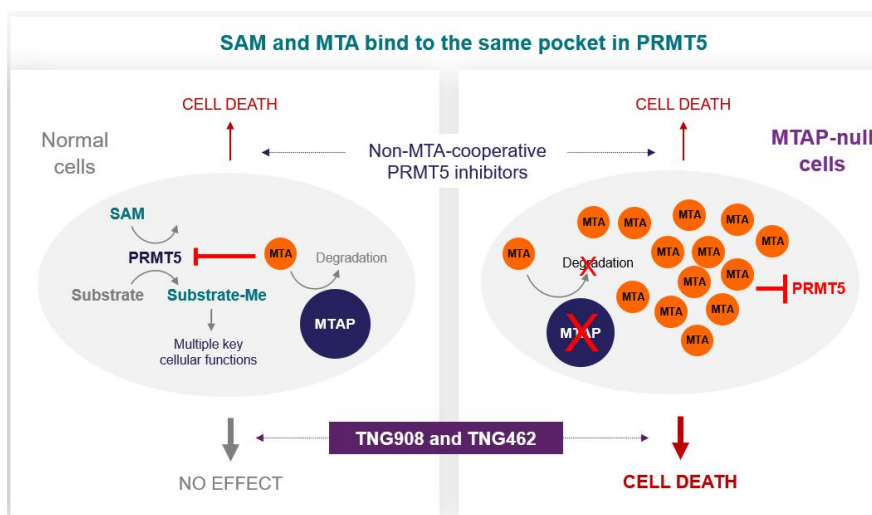 SAM and MTA bind to the same pocket in PRMT5
CELL DEATH
Normal
cells
Non-MTA-cooperative
PRMT5 inhibitors
CELL DEATH
MTAP-null
cells
SAM
PRMT5
MTA
Degradation
Substrate
Substrate-Me
MTAP
Multiple key
cellular functions
MTA
Degradation
MTAP
MTA
MTA
MTA
MTA
MTA
MTA
MTA
MTA
MTA
MTA
MTA
MTA
MTA
PRMT5
TNG908 and TNG462
NO EFFECT
CELL DEATH